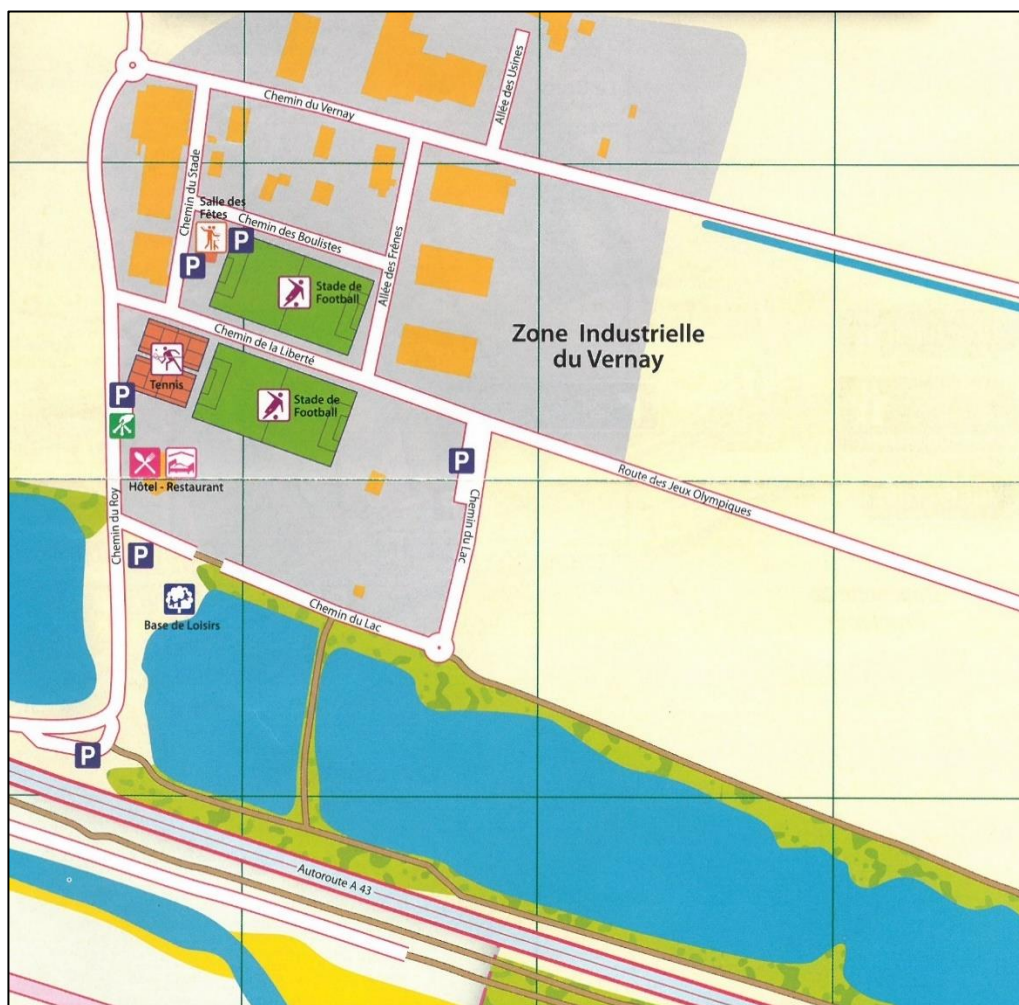 Allée des Usines
Chemin du Vernay
Chemin du Stade
Salle des
Fêtes
P
Chemin des Boulistes
P
Allée des Frênes
Stade de
Football
Chemin de la Liberté
Zone Industrielle
du Vernay
Tennis
P
Stade de
Football
P
Hôtel - Restaurant
Route des Jeux Olympiques
Chemin du Roy
Chemin du Lac
P
Chemin du Lac
Base de Loisirs
P
Autoroute A 43